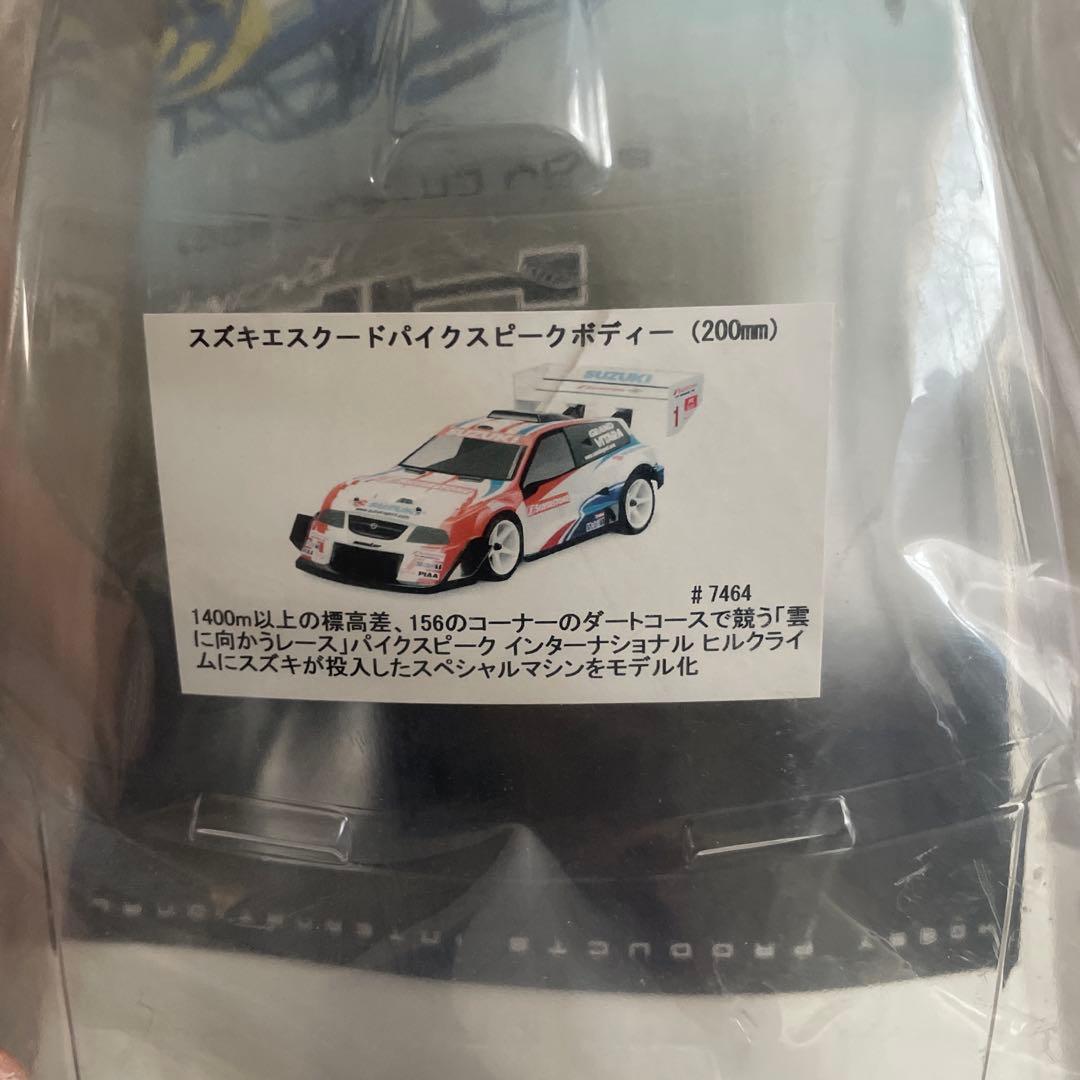 スズキエスクードパイクスピークボディー (200mm)
SUZUKI
1
GRAND
VITARA
SUZUKI
PIAA
#7464
1400m以上の標高差、156のコーナーのダートコースで競う「雲
に向かうレース」パイクスピーク インターナショナル ヒルクライ
ムにスズキが投入したスペシャルマシンをモデル化
HOBBY PRODUCTS INTERNATIONAL